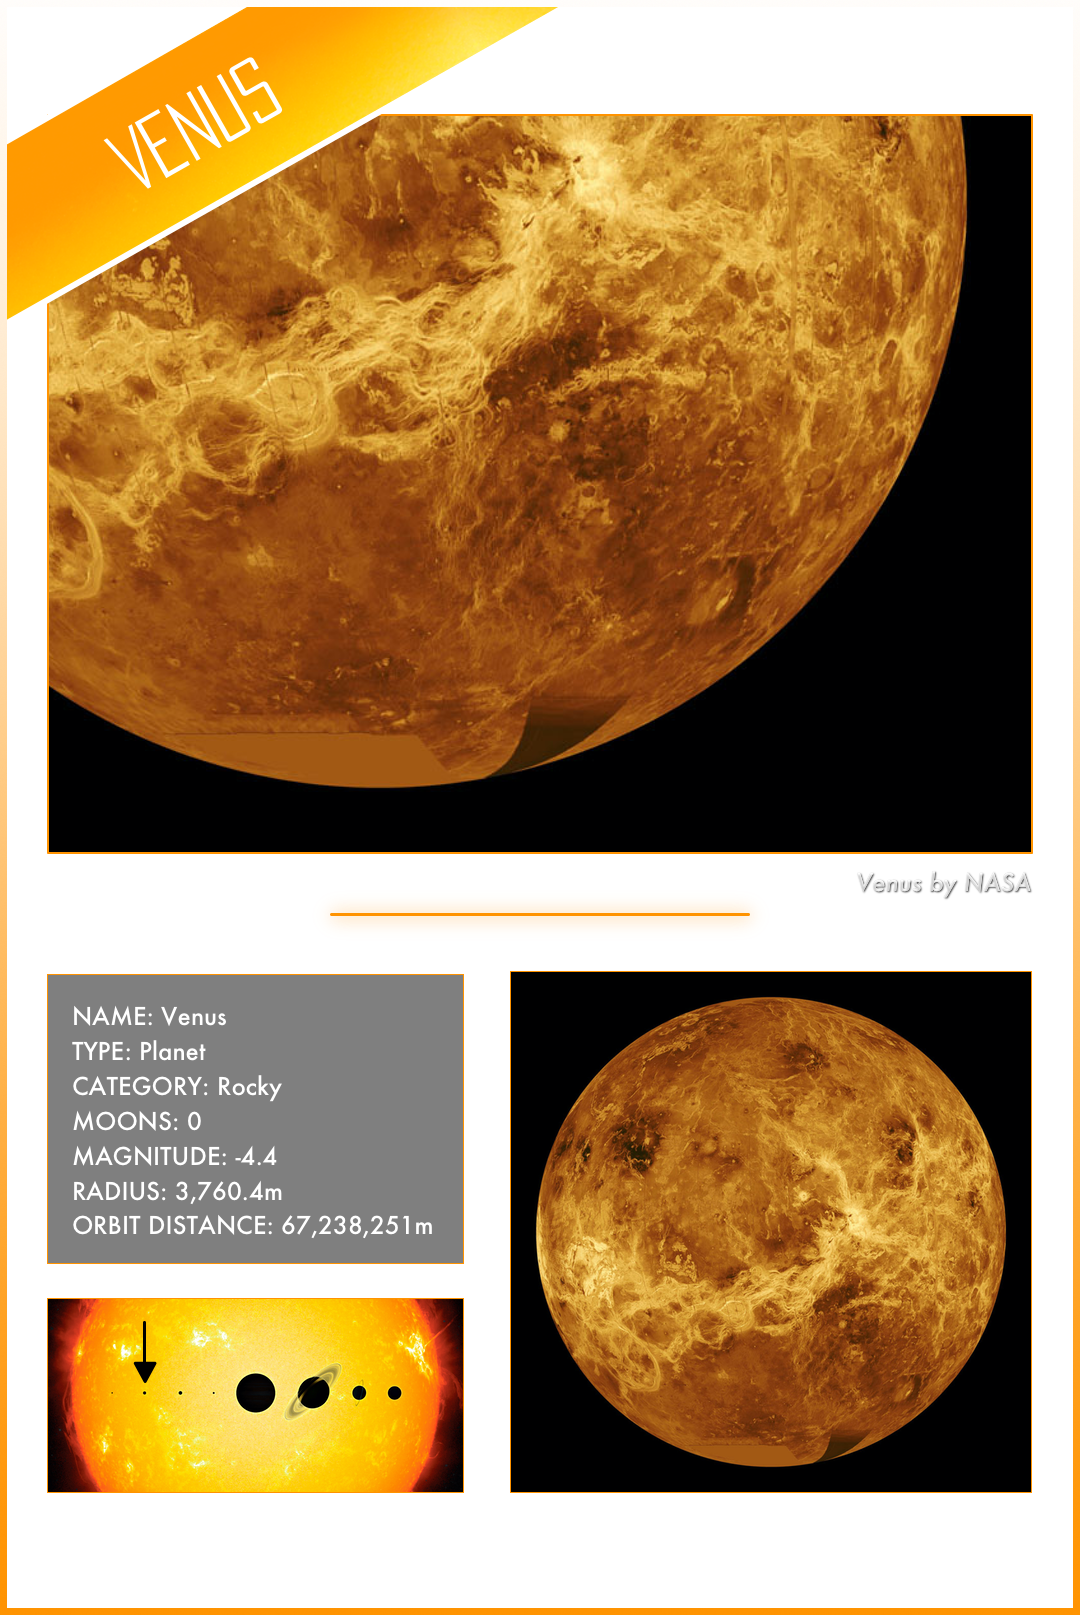 VENUS
Venus by NASA
NAME: Venus
TYPE: Planet
CATEGORY: Rocky
MOONS: 0
MAGNITUDE: -4.4
RADIUS: 3,760.4m
ORBIT DISTANCE: 67,238,251m